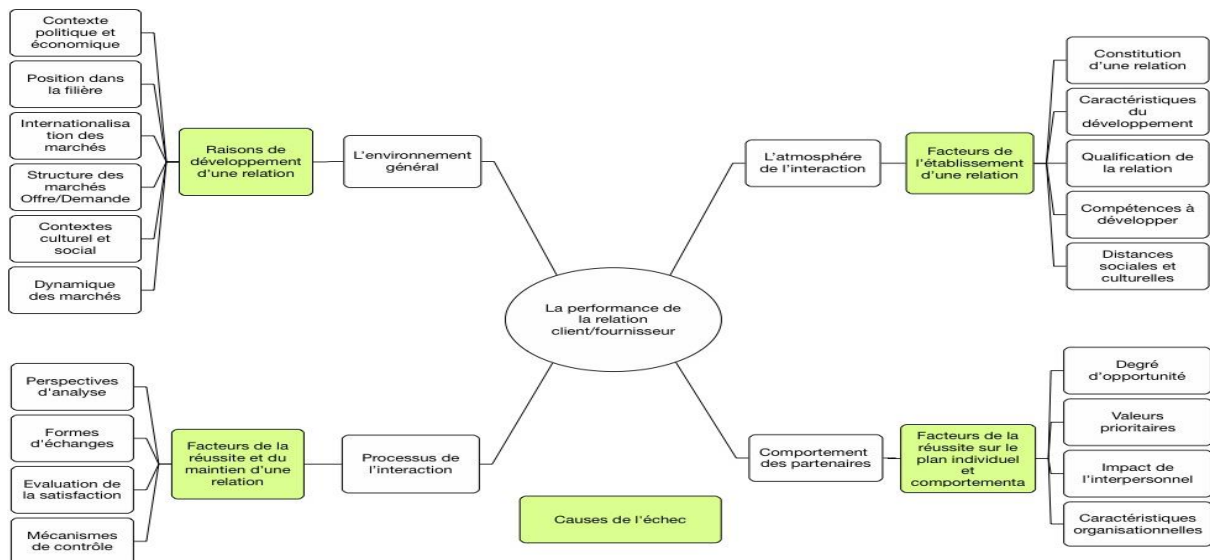 Contexte
politique et
économique
Position dans
la filière
Internationalisa
tion des
marchés
Structure des
marchés
Offre/Demande
Contextes
culturel et
social
Dynamique
des marchés
Raisons de
développement
d'une relation
L'environnement
général
L'atmosphère
de l'interaction
Facteurs de
l'établissement
d'une relation
Constitution
d'une relation
Caractéristiques
du
développement
Qualification de
la relation
Compétences à
développer
Distances
sociales et
culturelles
La performance de
la relation
client/fournisseur
Perspectives
d'analyse
Formes
d'échanges
Evaluation de
la satisfaction
Mécanismes
de contrôle
Facteurs de la
réussite et du
maintien d'une
relation
Processus de
l'interaction
Comportement
des partenaires
Facteurs de la
réussite sur le
plan individuel
et
comportementa
Degré
d'opportunité
Valeurs
prioritaires
Impact de
l'interpersonnel
Caractéristiques
organisationnelles
Causes de l'échec